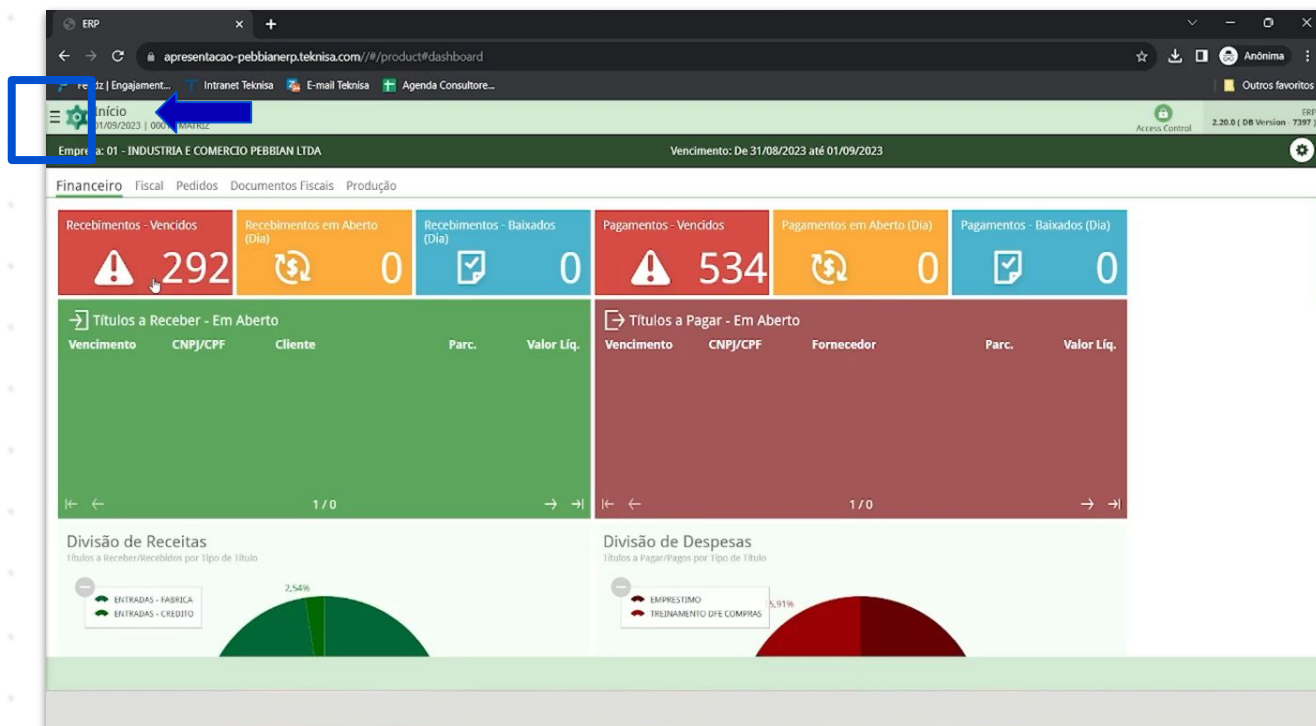 ERP
apresentacao-pebbianerp.teknisa.com//#/product#dashboard
Anônima
Engajament... Intranet Teknisa E-mail Teknisa Agenda Consultore...
Outros favoritos
Início
01/09/2023 |
Access Control
ERP
2.20.0 ( DB Version - 7397 )
Empresa: 01 - INDUSTRIA E COMERCIO PEBBIAN LTDA Vencimento: De 31/08/2023 até 01/09/2023
Financeiro Fiscal Pedidos Documentos Fiscais Produção
Recebimentos - Vencidos
292
Recebimentos em Aberto
(Dia)
0
Recebimentos - Baixados
(Dia)
0
Pagamentos - Vencidos
534
Pagamentos em Aberto (Dia)
0
Pagamentos - Baixados (Dia)
0
Títulos a Receber - Em Aberto
Vencimento CNPJ/CPF Cliente Parc. Valor Líq.
1 / 0
Títulos a Pagar - Em Aberto
Vencimento CNPJ/CPF Fornecedor Parc. Valor Líq.
1 / 0
Divisão de Receitas
Títulos a Receber/Recebidos por Tipo de Título
ENTRADAS - FABRICA
ENTRADAS - CREDITO
2,54%
Divisão de Despesas
Títulos a Pagar/Pagos por Tipo de Título
EMPRESTIMO
TREINAMENTO DFE COMPRAS
5,91%